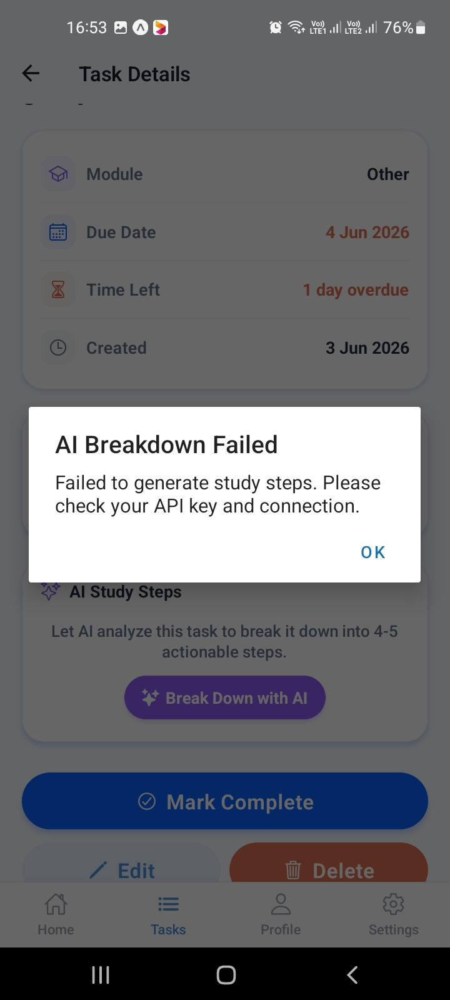 16:53
Vo)) LTE1 Vo)) LTE2 76%
Task Details
Module Other
Due Date 4 Jun 2026
Time Left 1 day overdue
Created 3 Jun 2026
AI Breakdown Failed
Failed to generate study steps. Please
check your API key and connection.
OK
AI Study Steps
Let AI analyze this task to break it down into 4-5
actionable steps.
Break Down with AI
Mark Complete
Edit Delete
Home Tasks Profile Settings